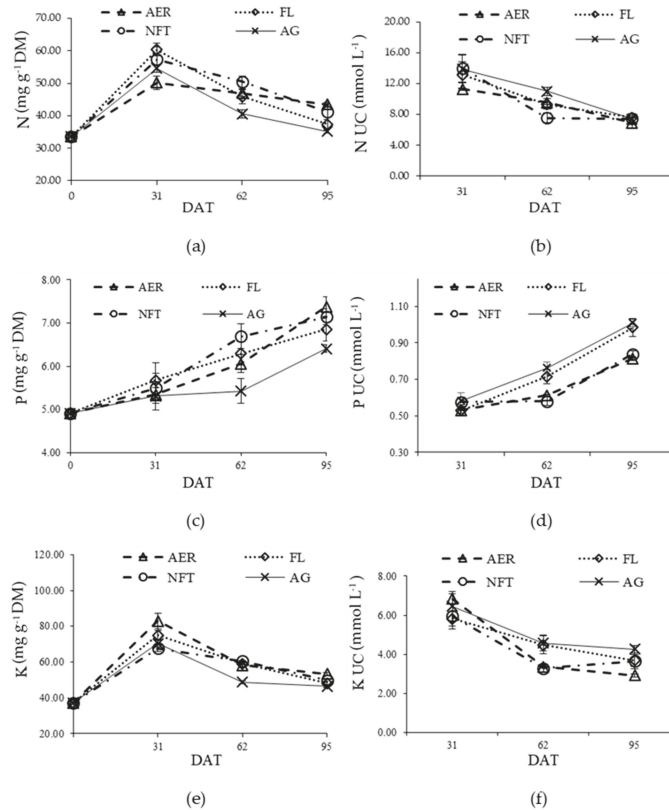 AER FL
NFT AG
N (mg g-1 DM)
70.00
60.00
50.00
40.00
30.00
20.00
0 31 62 95
DAT
(a)
AER FL
NFT AG
N UC (mmol L-1)
20.00
16.00
12.00
8.00
4.00
0.00
31 62 95
DAT
(b)
AER FL
NFT AG
P (mg g-1 DM)
8.00
7.00
6.00
5.00
4.00
0 31 62 95
DAT
(c)
AER FL
NFT AG
P UC (mmol L-1)
1.10
0.90
0.70
0.50
0.30
31 62 95
DAT
(d)
AER FL
NFT AG
K (mg g-1 DM)
120.00
100.00
80.00
60.00
40.00
20.00
0 31 62 95
DAT
(e)
AER FL
NFT AG
K UC (mmol L-1)
8.00
6.00
4.00
2.00
0.00
31 62 95
DAT
(f)